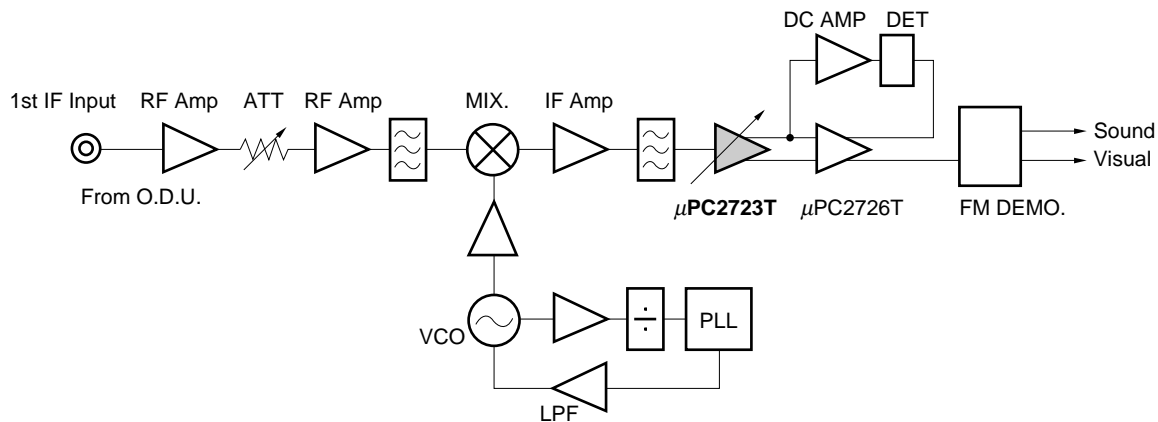 DC AMP
DET
1st IF Input
RF Amp
ATT
RF Amp
MIX.
IF Amp
Sound
Visual
From O.D.U.
μPC2723T
μPC2726T
FM DEMO.
VCO
÷
PLL
LPF